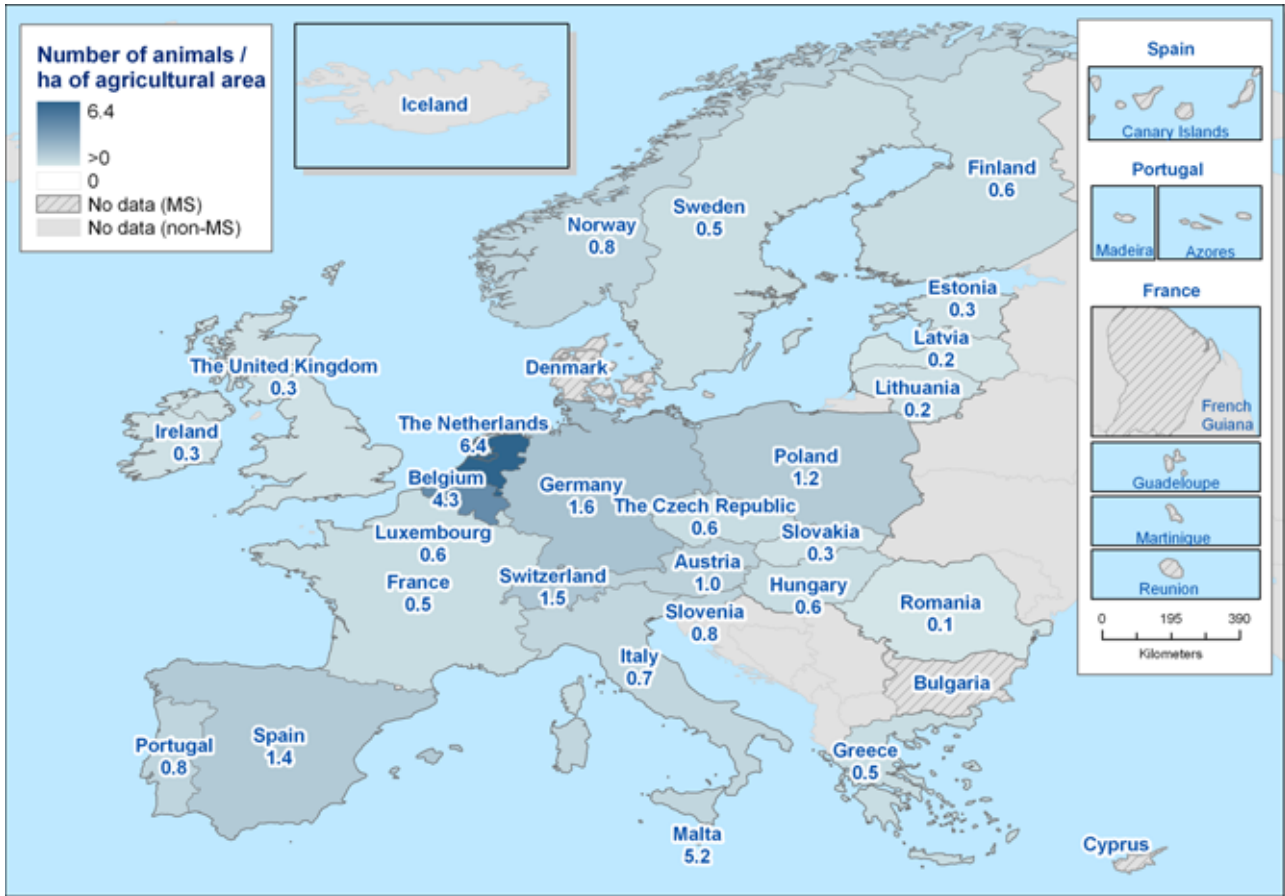 Number of animals /
ha of agricultural area
6.4
>0
0
No data (MS)
No data (non-MS)
Iceland
Finland
0.6
Sweden
0.5
Norway
0.8
Estonia
0.3
Latvia
0.2
Lithuania
0.2
Denmark
The United Kingdom
0.3
Ireland
0.3
The Netherlands
6.4
Belgium
4.3
Germany
1.6
Poland
1.2
The Czech Republic
0.6
Luxembourg
0.6
Slovakia
0.3
France
0.5
Switzerland
1.5
Austria
1.0
Hungary
0.6
Slovenia
0.8
Romania
0.1
Italy
0.7
Bulgaria
Portugal
0.8
Spain
1.4
Greece
0.5
Malta
5.2
Cyprus
Spain
Canary Islands
Portugal
Madeira
Azores
France
French
Guiana
Guadeloupe
Martinique
Reunion
0 195 390
Kilometers